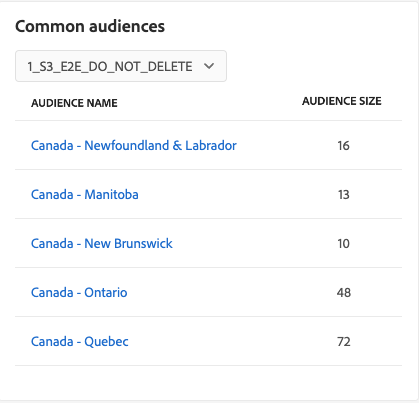 Common audiences
1_S3_E2E_DO_NOT_DELETE
AUDIENCE NAME AUDIENCE SIZE
Canada - Newfoundland & Labrador 16
Canada - Manitoba 13
Canada - New Brunswick 10
Canada - Ontario 48
Canada - Quebec 72